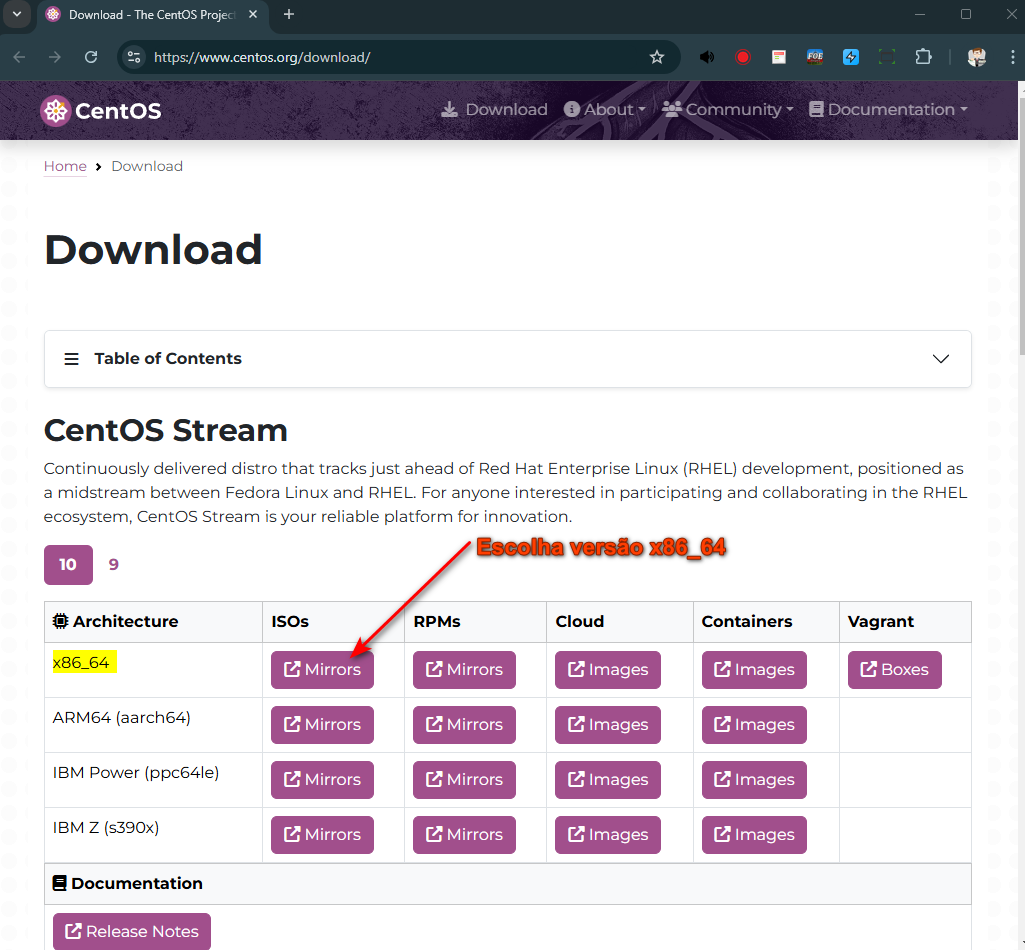 Download - The CentOS Project
https://www.centos.org/download/
FOE
CentOS
Download About Community Documentation
Home Download
Download
Table of Contents
CentOS Stream
Continuously delivered distro that tracks just ahead of Red Hat Enterprise Linux (RHEL) development, positioned as
a midstream between Fedora Linux and RHEL. For anyone interested in participating and collaborating in the RHEL
ecosystem, CentOS Stream is your reliable platform for innovation.
Escolha versão x86_64
10 9
Architecture ISOs RPMs Cloud Containers Vagrant
x86_64 Mirrors Mirrors Images Images Boxes
ARM64 (aarch64) Mirrors Mirrors Images Images
IBM Power (ppc64le) Mirrors Mirrors Images Images
IBM Z (s390x) Mirrors Mirrors Images Images
Documentation
Release Notes